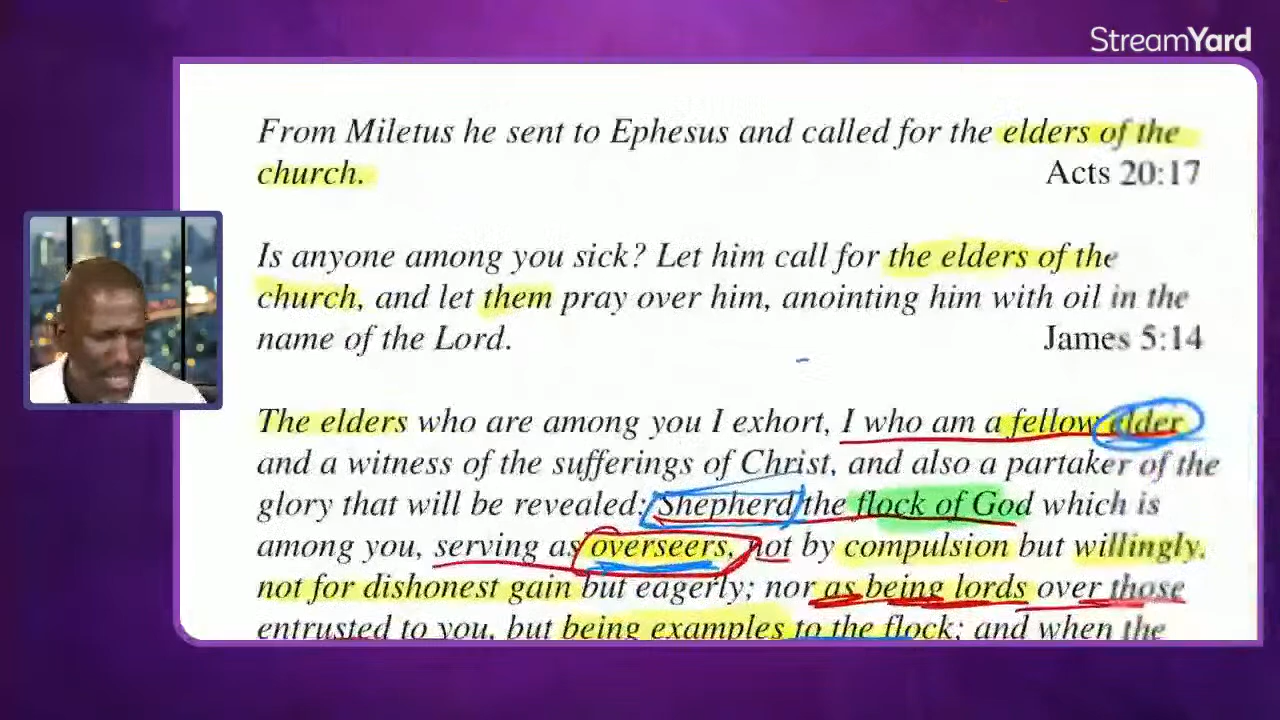 StreamYard
From Miletus he sent to Ephesus and called for the elders of the
church.
Acts 20:17
Is anyone among you sick? Let him call for the elders of the
church, and let them pray over him, anointing him with oil in the
name of the Lord.
James 5:14
The elders who are among you I exhort, I who am a fellow elder
and a witness of the sufferings of Christ, and also a partaker of the
glory that will be revealed: Shepherd the flock of God which is
among you, serving as overseers, not by compulsion but willingly.
not for dishonest gain but eagerly; nor as being lords over those
entrusted to you, but being examples to the flock; and when the